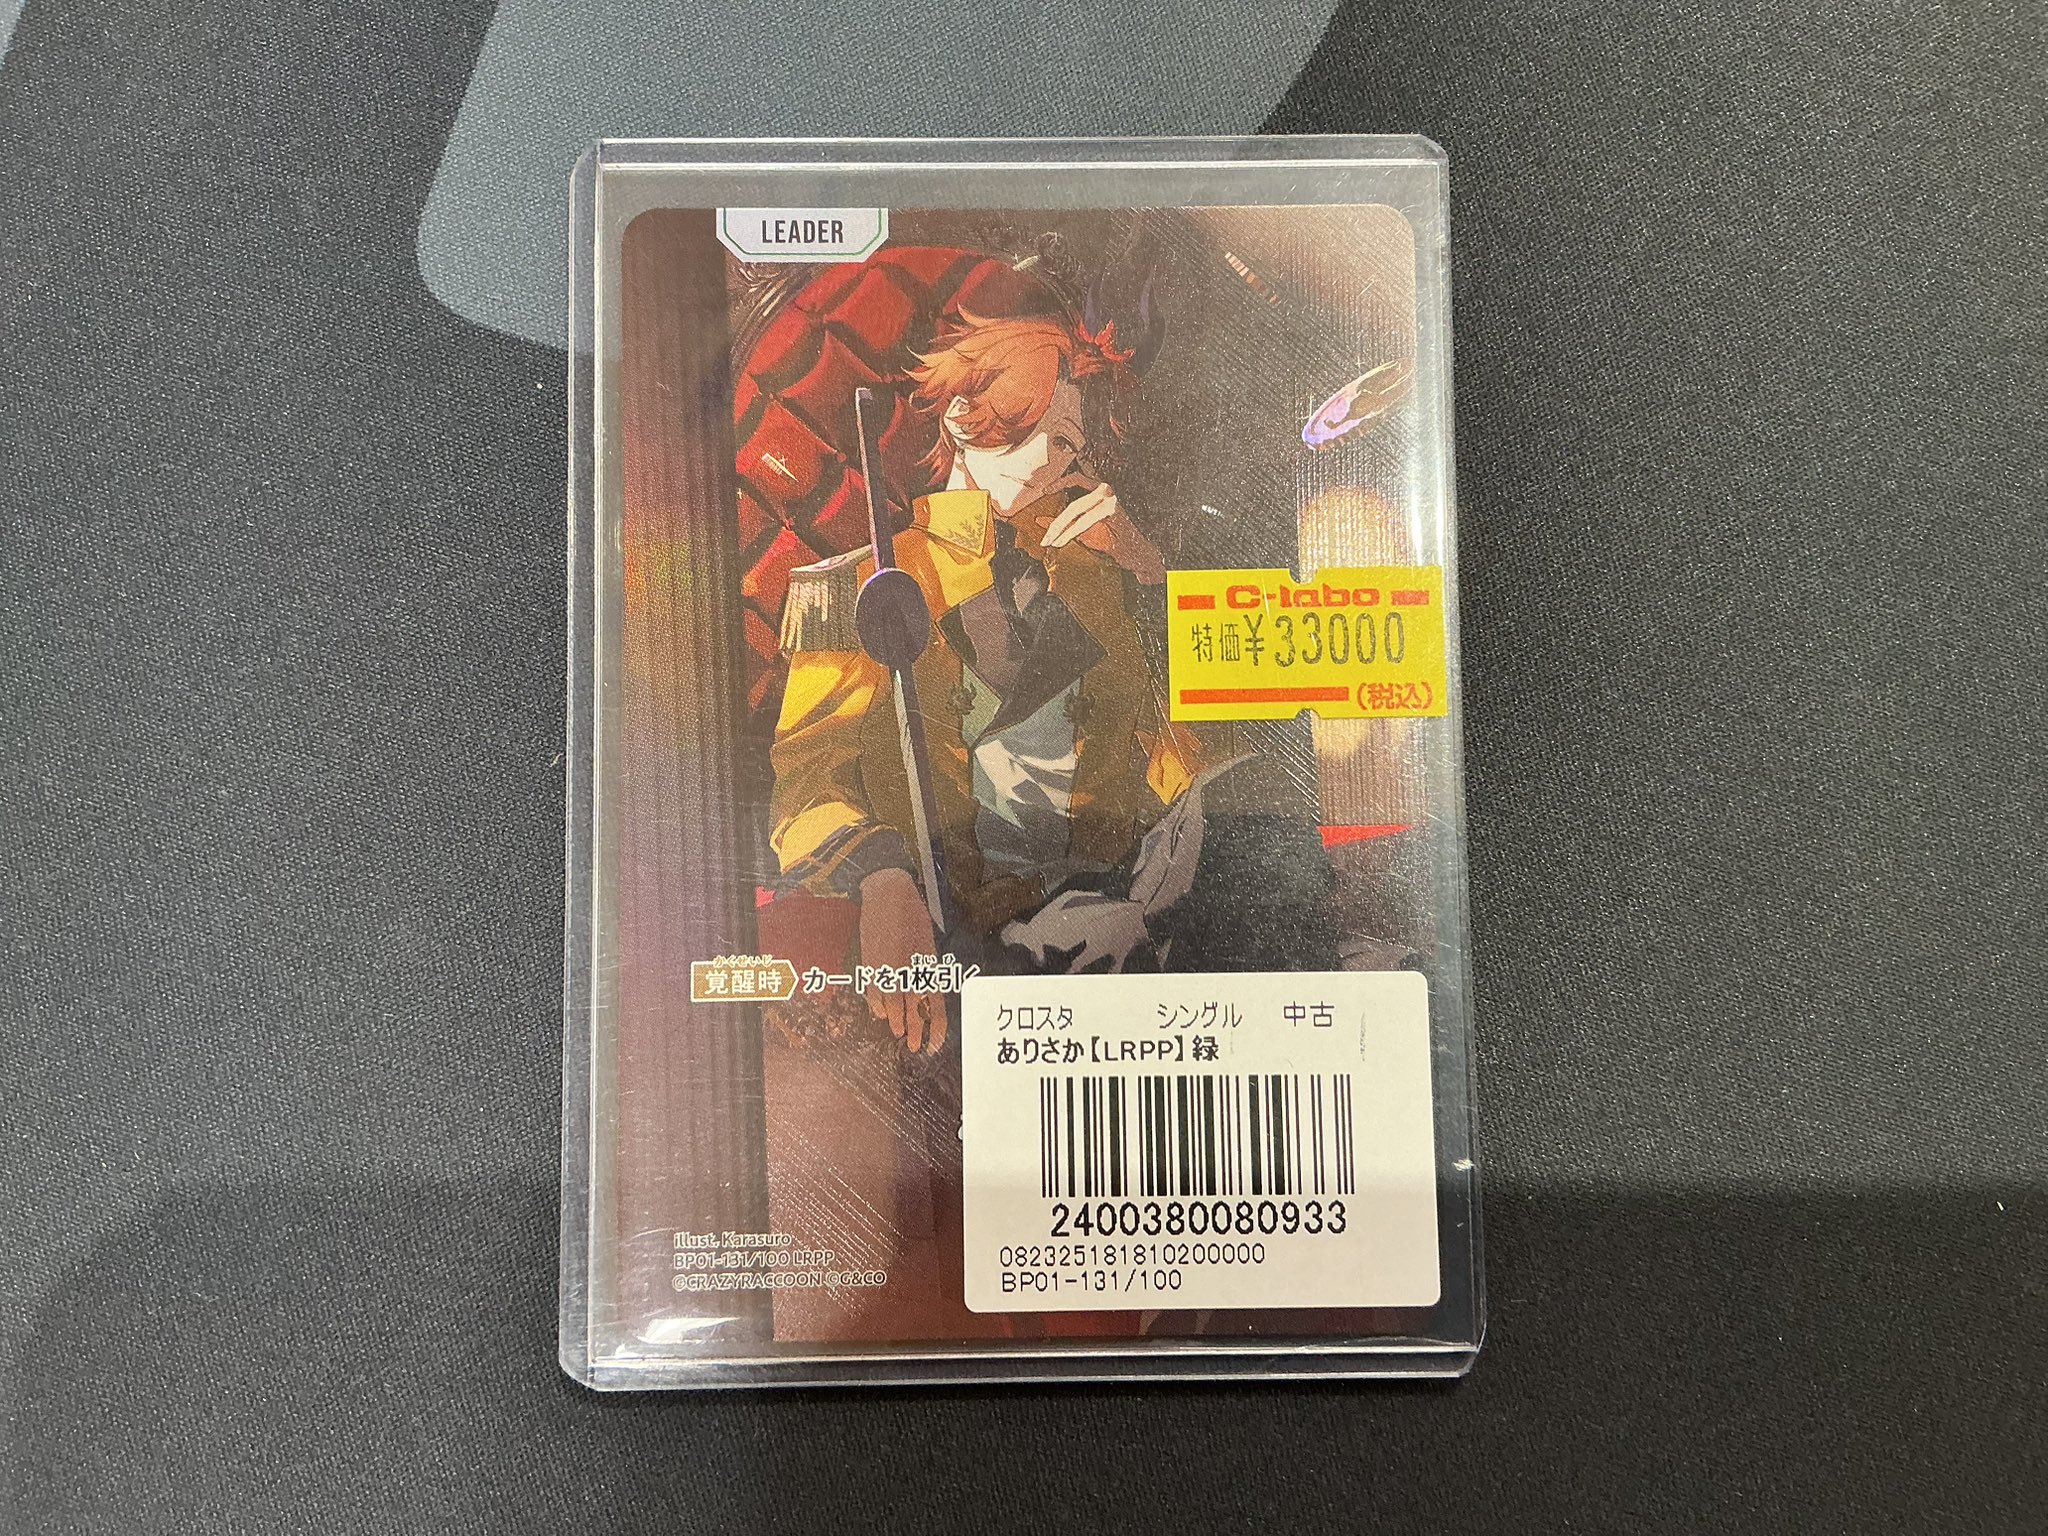 LEADER
C-labo
特価¥33000
(税込)
かくせいじ
まい ひ
覚醒時 カードを1枚引く
クロスタ シングル 中古
ありさか【LRPP】緑
2400380080933
082325181810200000
BP01-131/100
illust. Karasuro
BP01-131/100 LRPP
©CRAZYRACCOON ©G&CO